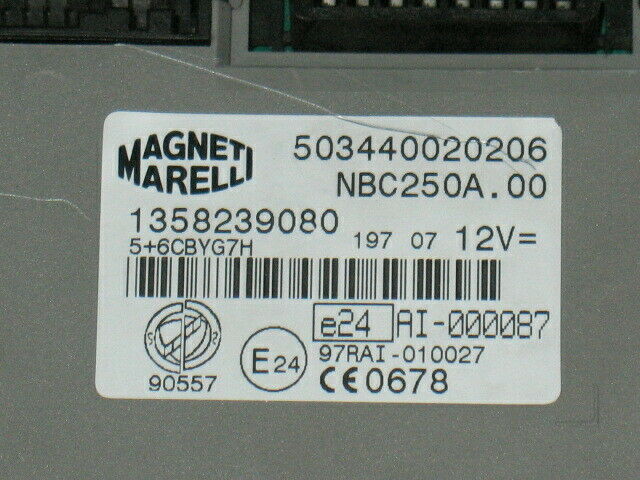 MAGNETI
MARELLI
503440020206
NBC250A.00
1358239080
5+6CBYG7H
197 07 12V=
e24 AI-000087
97RAI-010027
90557
E24
CE0678